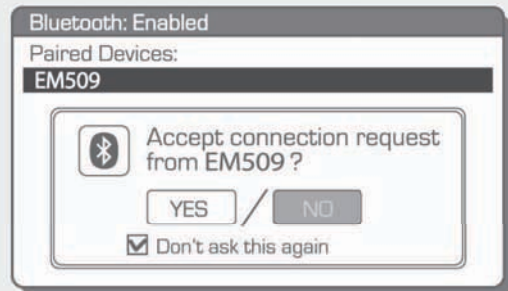 Bluetooth: Enabled
Paired Devices:
EM509
Accept connection request
from EM509 ?
YES / NO
Don't ask this again